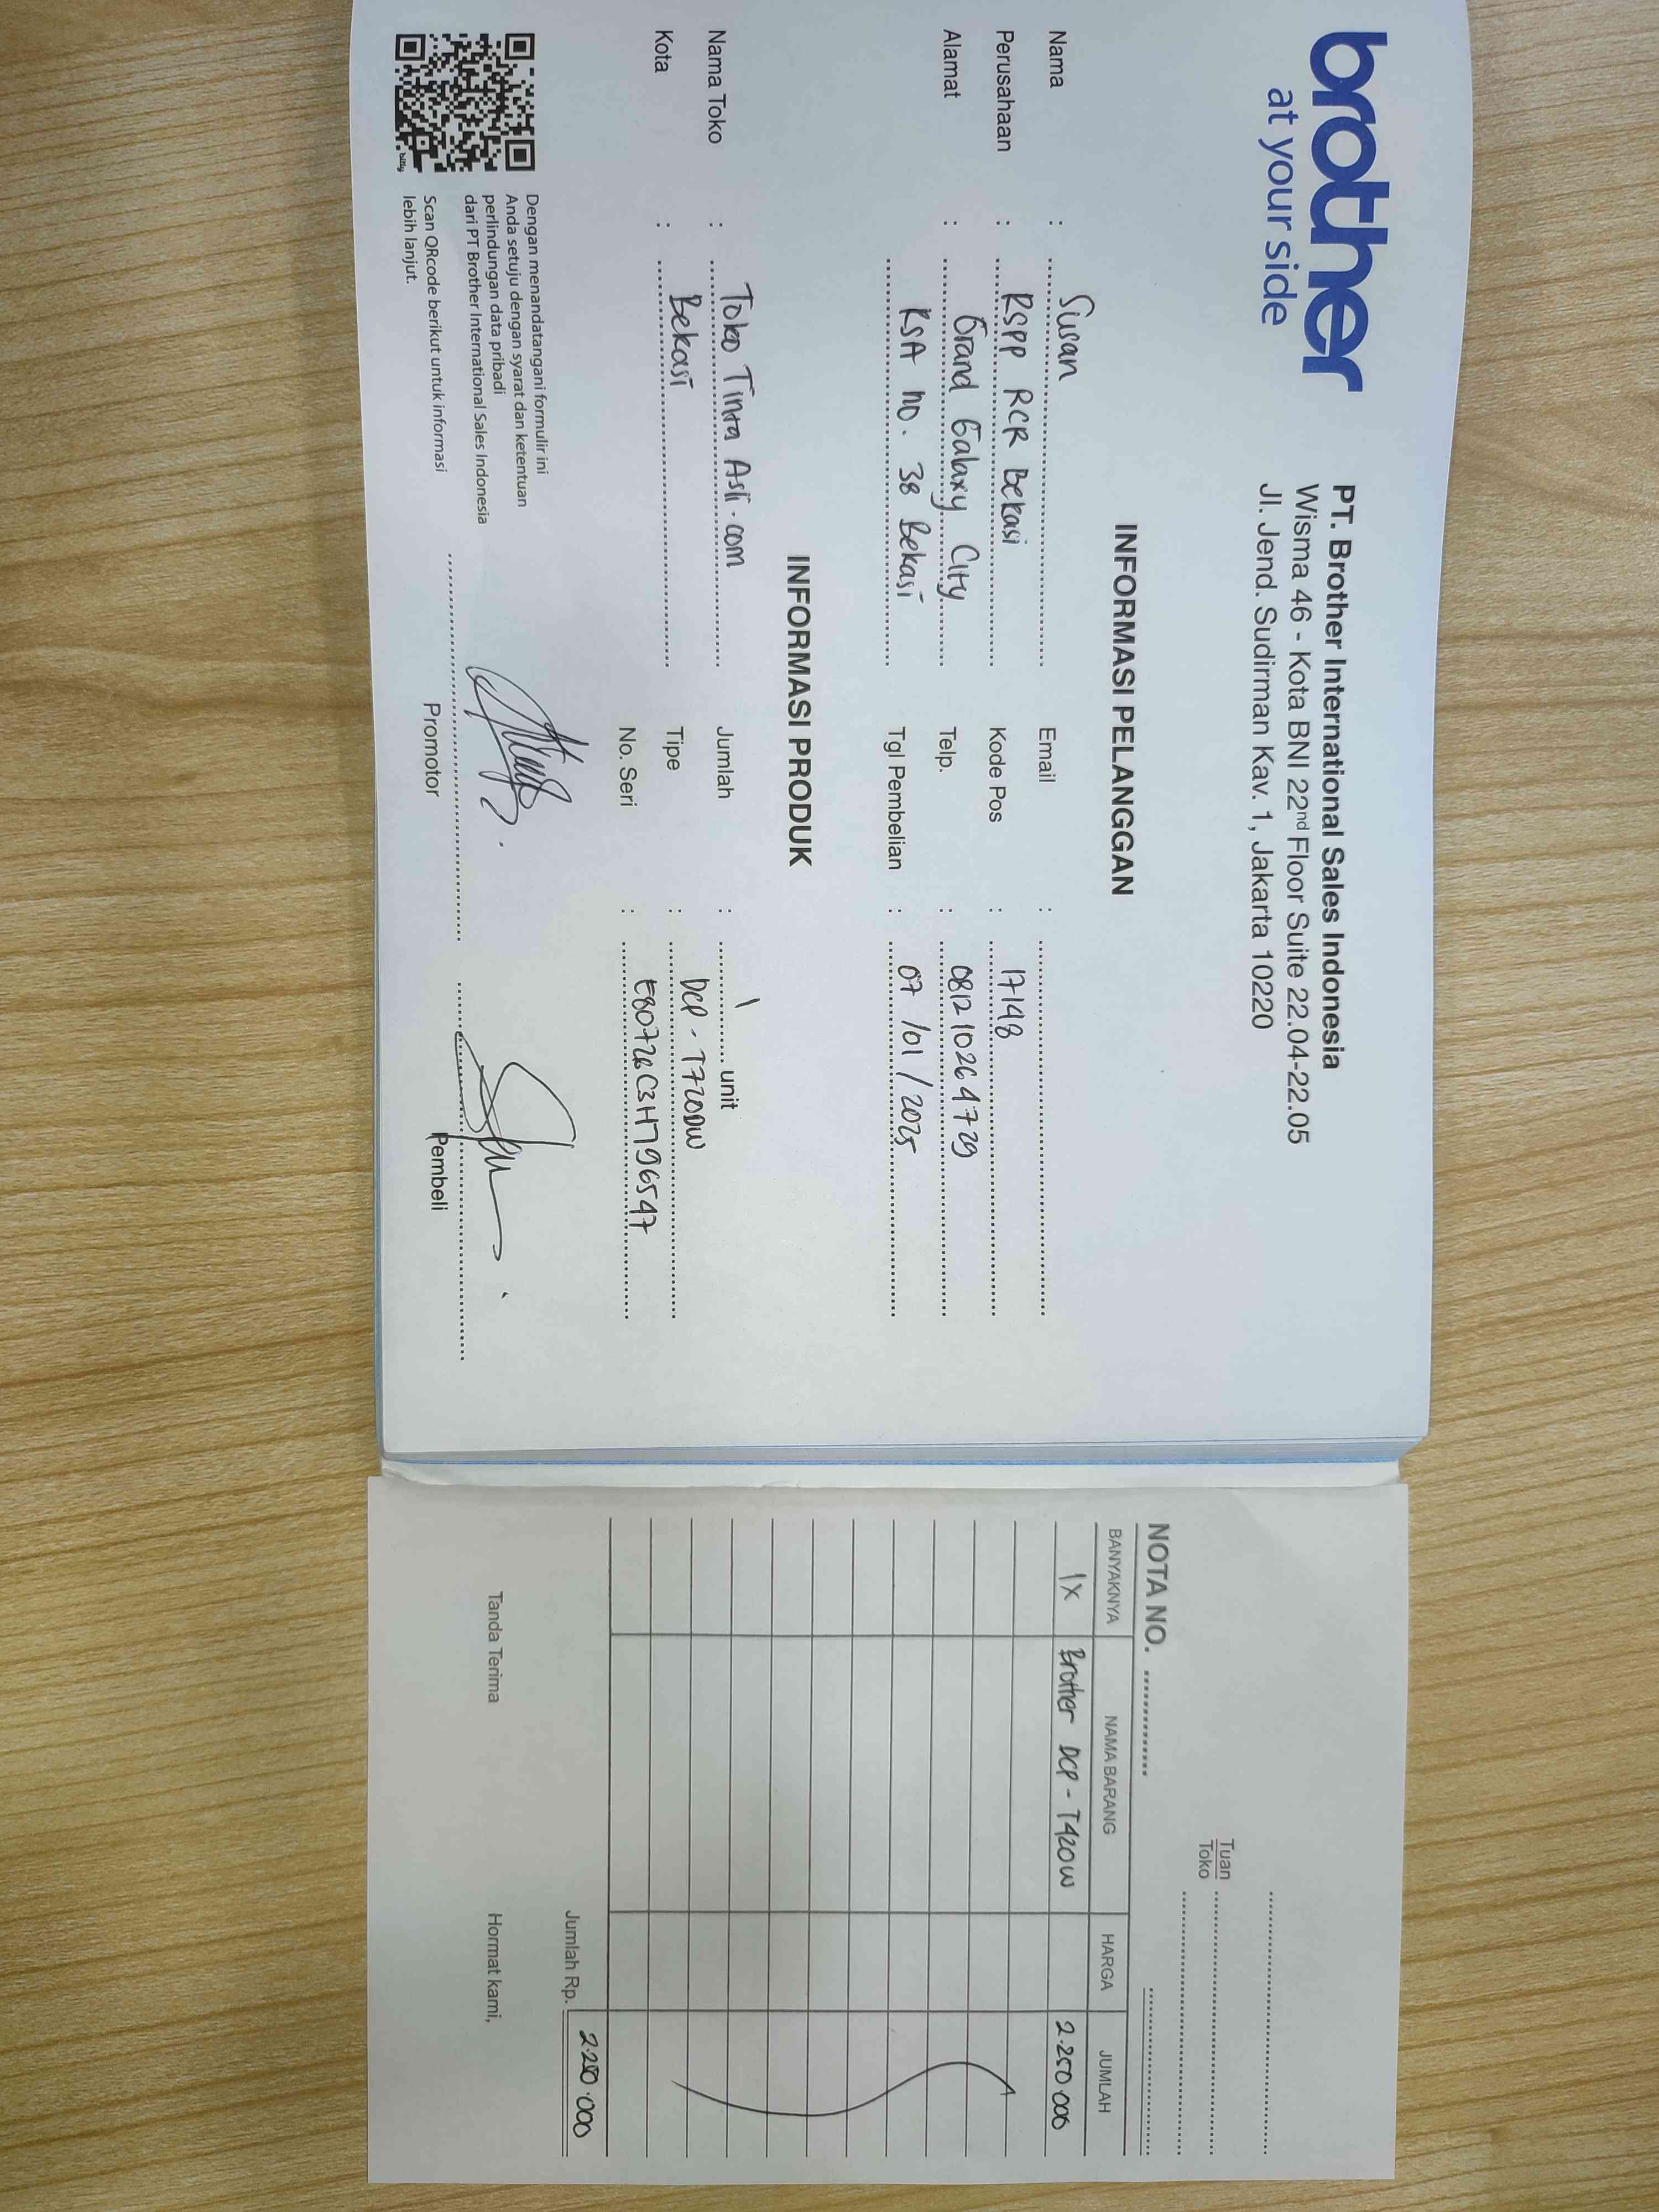 brother
at your side
PT. Brother International Sales Indonesia
Wisma 46 - Kota BNI 22nd Floor Suite 22.04-22.05
Jl. Jend. Sudirman Kav. 1, Jakarta 10220
INFORMASI PELANGGAN
Nama : Susan
Perusahaan : RSPP RCR Bekasi
Alamat : Grand Galaxy City
RSA no. 38 Bekasi
Email :
Kode Pos : 17148
Telp. : 081210264729
Tgl Pembelian : 07/01/2025
INFORMASI PRODUK
Nama Toko : Toko Tinta Asli.com
Kota : Bekasi
Jumlah : 1 unit
Tipe : DCP - T720DW
No. Seri : E80726C3H796547
Dengan menandatangani formulir ini
Anda setuju dengan syarat dan ketentuan
perlindungan data pribadi
dari PT Brother International Sales Indonesia
Scan QRcode berikut untuk informasi
lebih lanjut.
bitly
Promotor
Pembeli
Tuan
Toko
NOTA NO.
BANYAKNYA NAMA BARANG HARGA JUMLAH
1x Brother DCP - T420W 2.250.000
Jumlah Rp. 2.250.000
Tanda Terima Hormat kami,